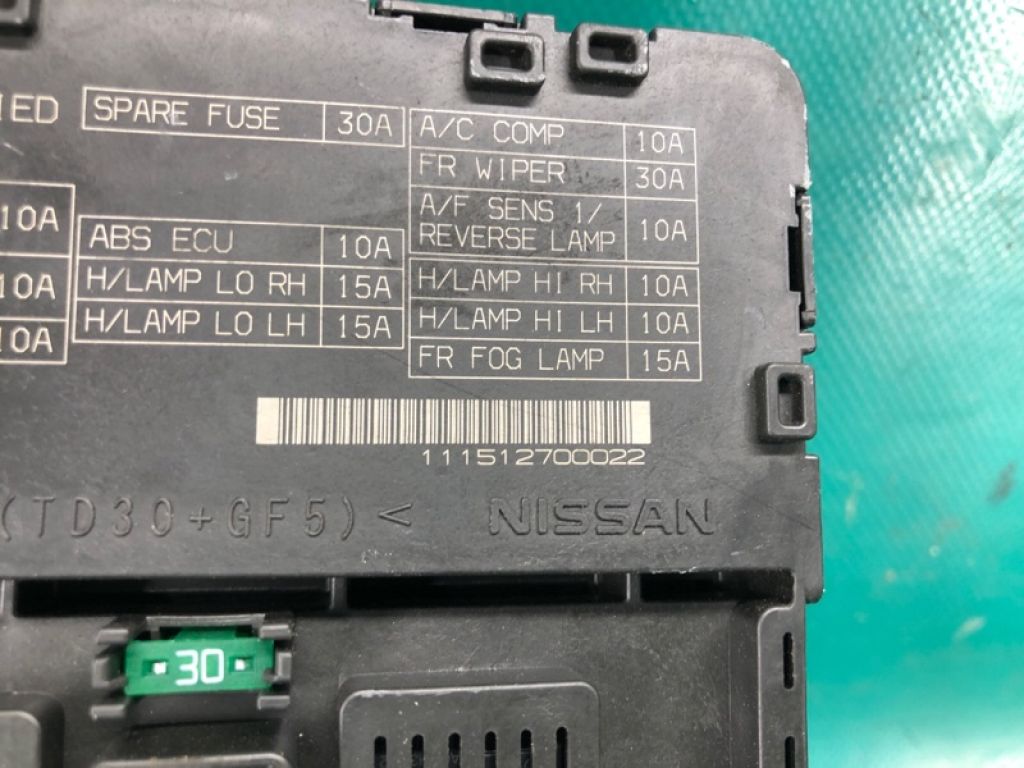 IED
SPARE FUSE 30A
A/C COMP 10A
FR WIPER 30A
A/F SENS 1/
REVERSE LAMP 10A
H/LAMP HI RH 10A
H/LAMP HI LH 10A
FR FOG LAMP 15A
10A
10A
10A
ABS ECU 10A
H/LAMP LO RH 15A
H/LAMP LO LH 15A
111512700022
(TD30+GF5)<
NISSAN
30